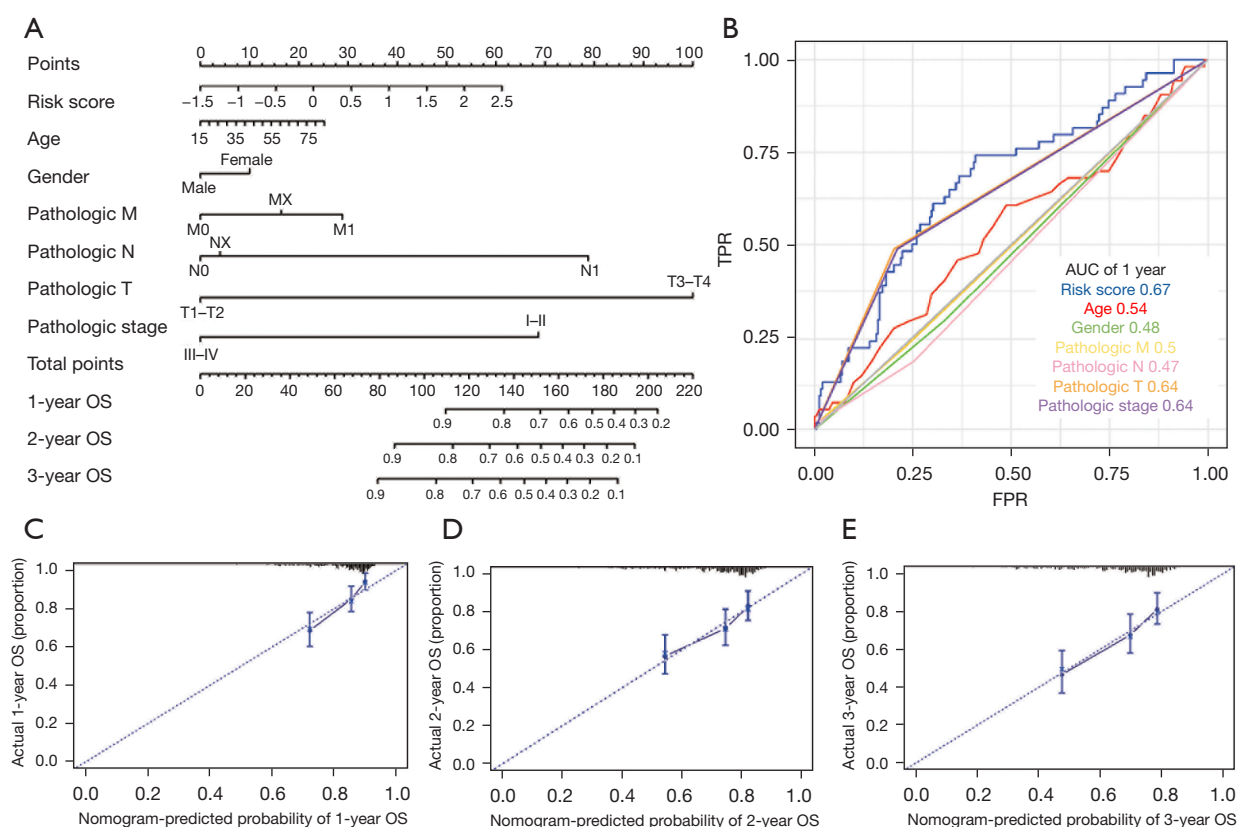 A
Points
0 10 20 30 40 50 60 70 80 90 100
Risk score
−1.5 −1 −0.5 0 0.5 1 1.5 2 2.5
Age
15 35 45 55 75
Female
Gender
Male
MX
Pathologic M
M0 M1
NX
Pathologic N
N0 N1
T3–T4
Pathologic T
T1–T2
I–II
Pathologic stage
III–IV
Total points
0 20 40 60 80 100 120 140 160 180 200 220
1-year OS
0.9 0.8 0.7 0.6 0.5 0.4 0.3 0.2
2-year OS
0.9 0.8 0.7 0.6 0.5 0.4 0.3 0.2 0.1
3-year OS
0.9 0.8 0.7 0.6 0.5 0.4 0.3 0.2 0.1
B
1.00
0.75
0.50
0.25
0.00
TPR
AUC of 1 year
Risk score 0.67
Age 0.54
Gender 0.48
Pathologic M 0.5
Pathologic N 0.47
Pathologic T 0.64
Pathologic stage 0.64
0.00 0.25 0.50 0.75 1.00
FPR
C
Actual 1-year OS (proportion)
1.0
0.8
0.6
0.4
0.2
0.0
0.0 0.2 0.4 0.6 0.8 1.0
Nomogram-predicted probability of 1-year OS
D
Actual 2-year OS (proportion)
1.0
0.8
0.6
0.4
0.2
0.0
0.0 0.2 0.4 0.6 0.8 1.0
Nomogram-predicted probability of 2-year OS
E
Actual 3-year OS (proportion)
1.0
0.8
0.6
0.4
0.2
0.0
0.0 0.2 0.4 0.6 0.8 1.0
Nomogram-predicted probability of 3-year OS